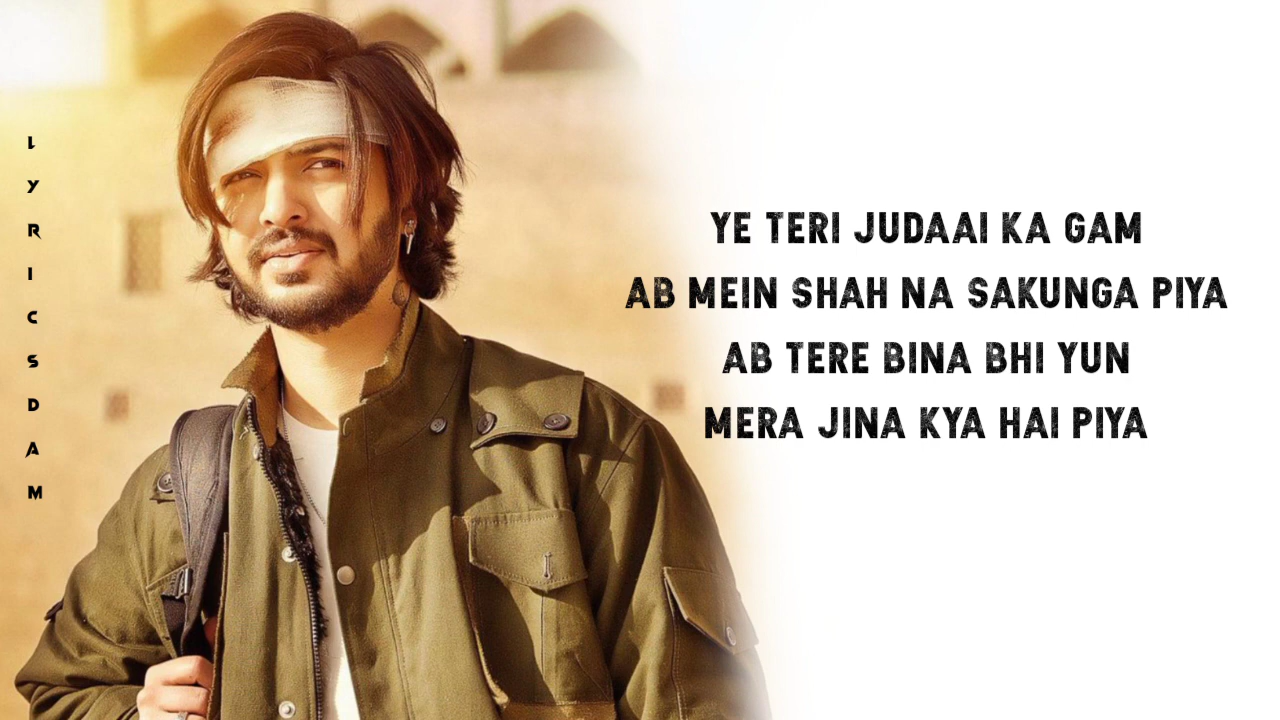 LYRICSDAM
YE TERI JUDAAI KA GAM
AB MEIN SHAH NA SAKUNGA PIYA
AB TERE BINA BHI YUN
MERA JINA KYA HAI PIYA